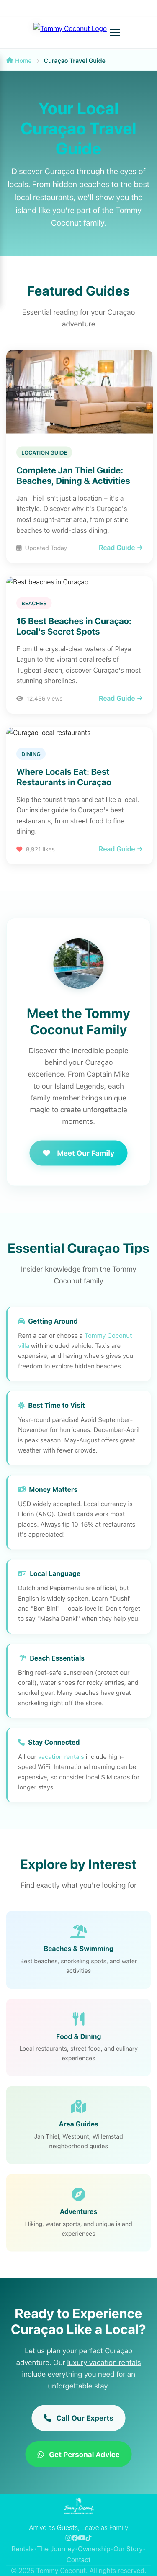 Tommy Coconut Logo
Home
Curaçao Travel Guide
Your Local
Curaçao Travel
Guide
Discover Curaçao through the eyes of
locals. From hidden beaches to the best
local restaurants, we'll show you the
island like you're part of the Tommy
Coconut family.
Featured Guides
Essential reading for your Curaçao
adventure
LOCATION GUIDE
Complete Jan Thiel Guide:
Beaches, Dining & Activities
Jan Thiel isn't just a location – it's a
lifestyle. Discover why it's Curaçao's
most sought-after area, from pristine
beaches to world-class dining.
Updated Today
Read Guide →
Best beaches in Curaçao
BEACHES
15 Best Beaches in Curaçao:
Local's Secret Spots
From the crystal-clear waters of Playa
Lagun to the vibrant coral reefs of
Tugboat Beach, discover Curaçao's most
stunning shorelines.
12,456 views
Read Guide →
Curaçao local restaurants
DINING
Where Locals Eat: Best
Restaurants in Curaçao
Skip the tourist traps and eat like a local.
Our insider guide to Curaçao's best
restaurants, from street food to fine
dining.
8,921 likes
Read Guide →
Meet the Tommy
Coconut Family
Discover the incredible people
behind your Curaçao
experience. From Captain Mike
to our Island Legends, each
family member brings unique
magic to create unforgettable
moments.
Meet Our Family
Essential Curaçao Tips
Insider knowledge from the Tommy
Coconut family
Getting Around
Rent a car or choose a Tommy Coconut
villa with included vehicle. Taxis are
expensive, and having wheels gives you
freedom to explore hidden beaches.
Best Time to Visit
Year-round paradise! Avoid September-
November for hurricanes. December-April
is peak season. May-August offers great
weather with fewer crowds.
Money Matters
USD widely accepted. Local currency is
Florin (ANG). Credit cards work most
places. Always tip 10-15% at restaurants -
it's appreciated!
Local Language
Dutch and Papiamentu are official, but
English is widely spoken. Learn "Dushi"
and "Bon Bini" - locals love it! Don't forget
to say "Masha Danki" when they help you!
Beach Essentials
Bring reef-safe sunscreen (protect our
coral!), water shoes for rocky entries, and
snorkel gear. Many beaches have great
snorkeling right off the shore.
Stay Connected
All our vacation rentals include high-
speed WiFi. International roaming can be
expensive, so consider local SIM cards for
longer stays.
Explore by Interest
Find exactly what you're looking for
Beaches & Swimming
Best beaches, snorkeling spots, and water
activities
Food & Dining
Local restaurants, street food, and culinary
experiences
Area Guides
Jan Thiel, Westpunt, Willemstad
neighborhood guides
Adventures
Hiking, water sports, and unique island
experiences
Ready to Experience
Curaçao Like a Local?
Let us plan your perfect Curaçao
adventure. Our luxury vacation rentals
include everything you need for an
unforgettable stay.
Call Our Experts
Get Personal Advice
Tommy Coconut
Arrive as Guests, Leave as Family
Rentals · The Journey · Ownership · Our Story ·
Contact
© 2025 Tommy Coconut. All rights reserved.